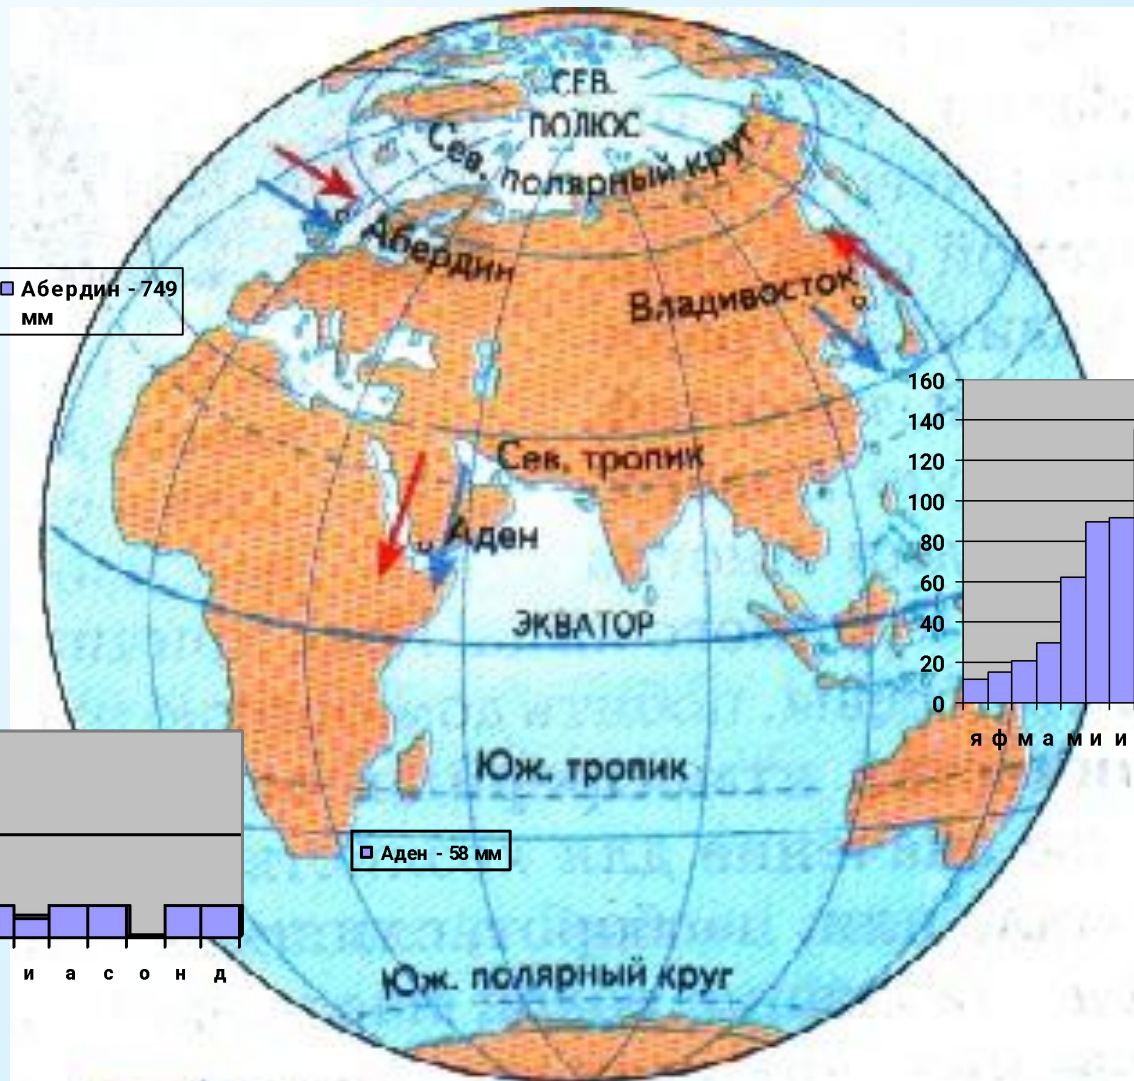 СЕВ.
ПОЛЮС
Сев. полярный круг
Абердин
Абердин - 749
мм
Владивосток
160
140
120
100
80
60
40
20
0
я ф м а м и и
Сев. тропик
Аден
ЭКВАТОР
Юж. тропик
Аден - 58 мм
и а с о н д
Юж. полярный круг